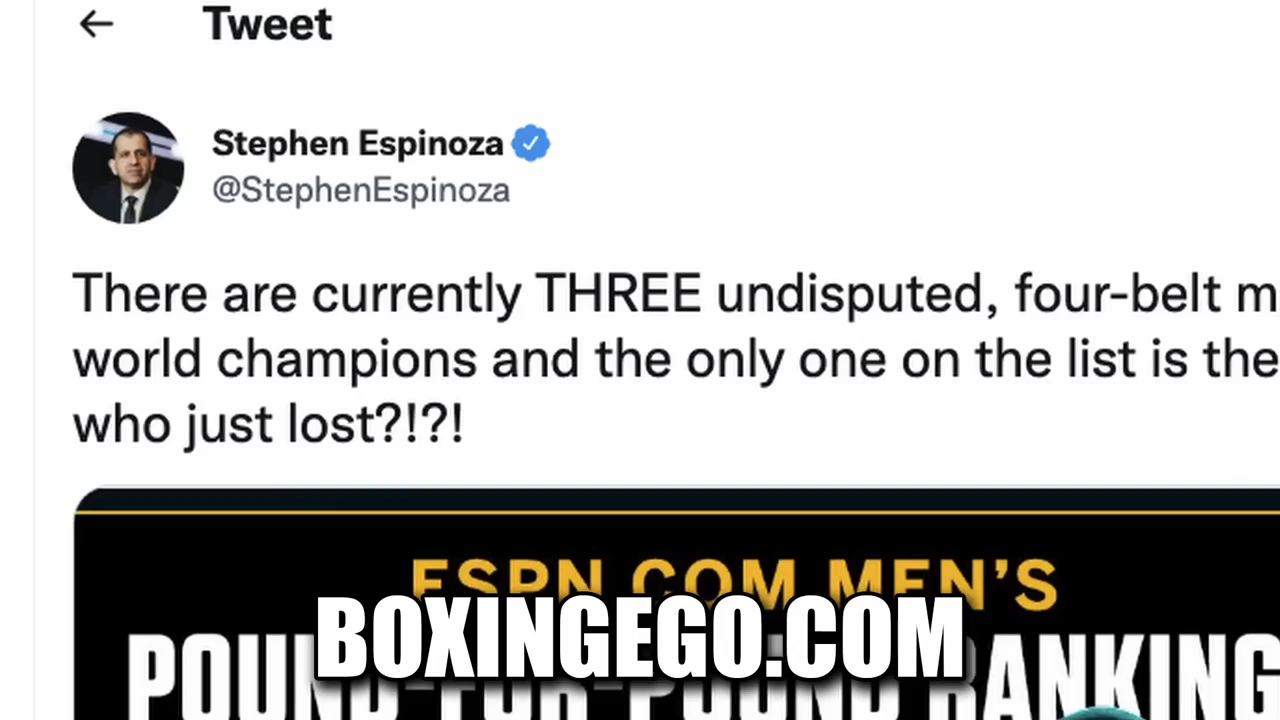 Tweet
Stephen Espinoza
@StephenEspinoza
There are currently THREE undisputed, four-belt m
world champions and the only one on the list is the
who just lost?!?!
ESPN.COM MEN'S
BOXINGEGO.COM
POUND-FOR-POUND RANKING